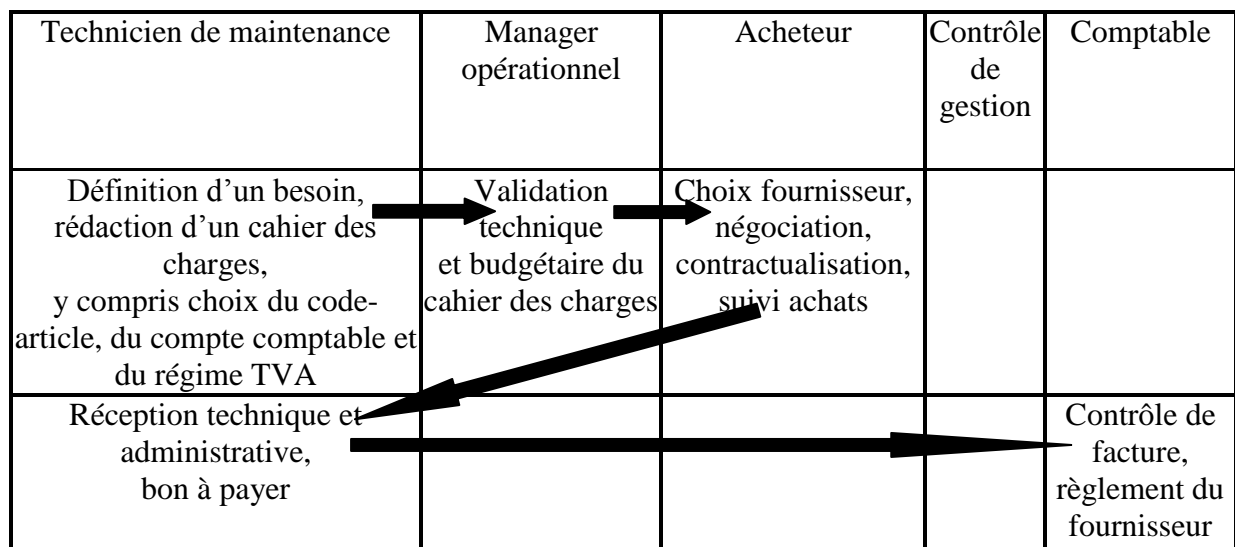 Technicien de maintenance
Manager
opérationnel
Acheteur
Contrôle
de
gestion
Comptable
Définition d'un besoin,
rédaction d'un cahier des
charges,
y compris choix du code-
article, du compte comptable et
du régime TVA
Validation
technique
et budgétaire du
cahier des charges
Choix fournisseur,
négociation,
contractualisation,
suivi achats
Réception technique et
administrative,
bon à payer
Contrôle de
facture,
règlement du
fournisseur